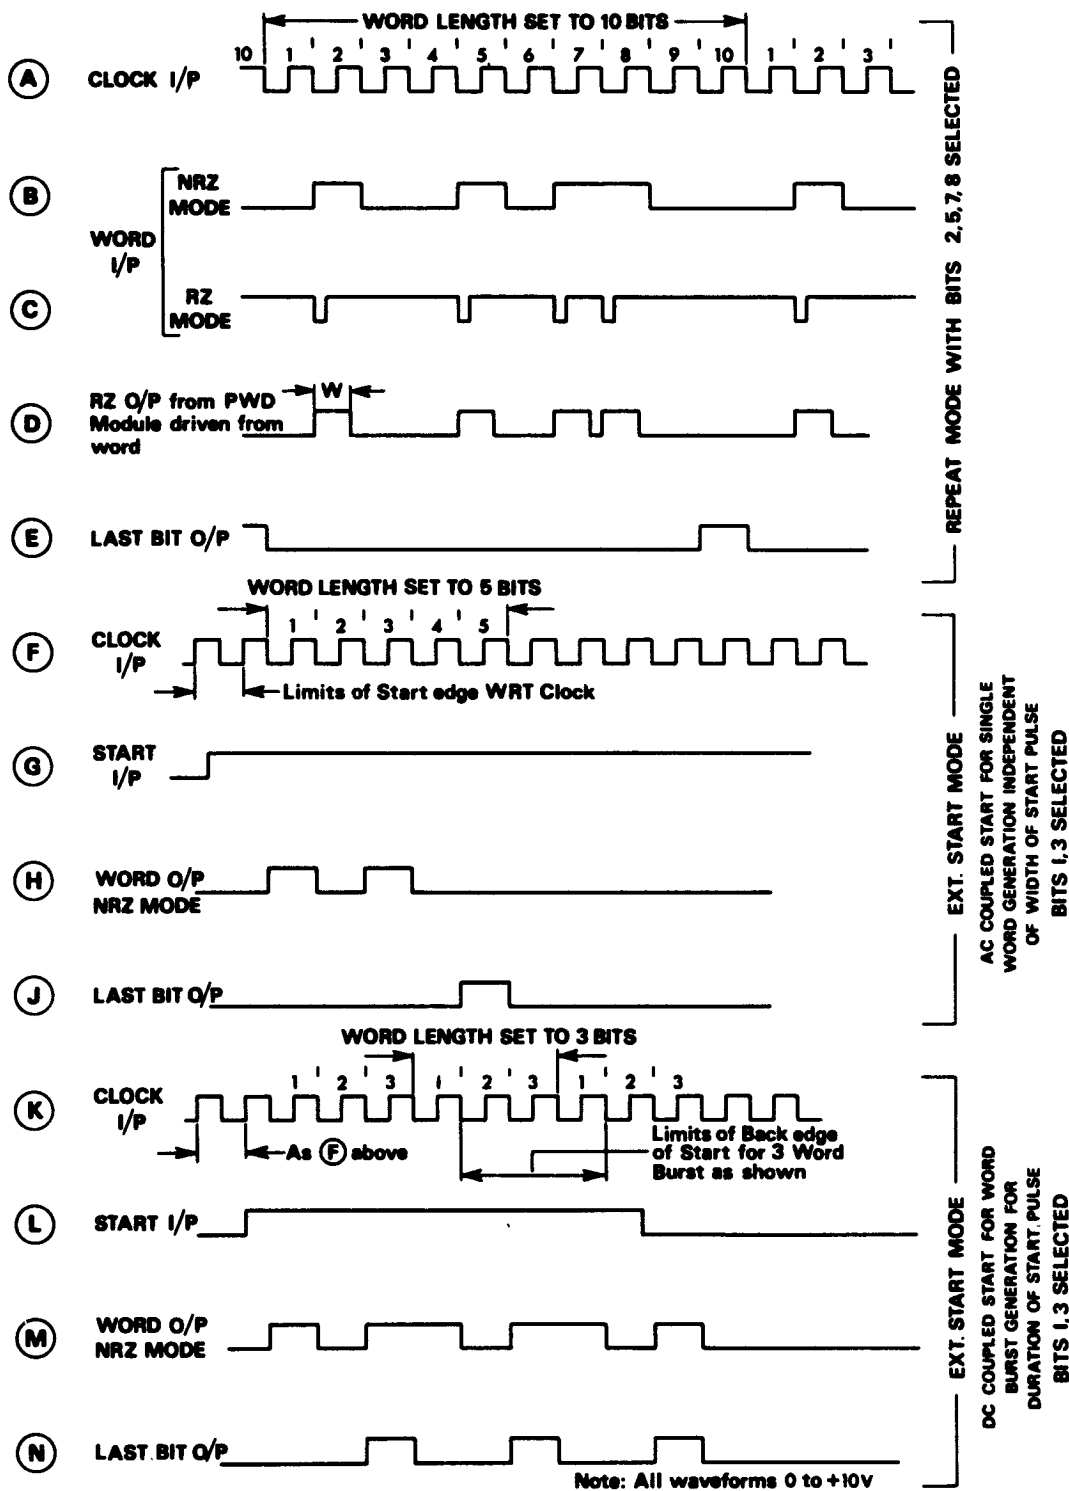 WORD LENGTH SET TO 10 BITS
10 1 2 3 4 5 6 7 8 9 10 1 2 3
A CLOCK I/P
B NRZ
MODE
WORD
I/P
C RZ
MODE
D RZ O/P from PWD
Module driven from
word
W
E LAST BIT O/P
REPEAT MODE WITH BITS 2,5,7,8 SELECTED
WORD LENGTH SET TO 5 BITS
1 2 3 4 5
F CLOCK
I/P
Limits of Start edge WRT Clock
G START
I/P
H WORD O/P
NRZ MODE
J LAST BIT O/P
EXT. START MODE
AC COUPLED START FOR SINGLE
WORD GENERATION INDEPENDENT
OF WIDTH OF START PULSE
BITS 1,3 SELECTED
WORD LENGTH SET TO 3 BITS
1 2 3 1 2 3 1 2 3
K CLOCK
I/P
As F above
Limits of Back edge
of Start for 3 Word
Burst as shown
L START I/P
M WORD O/P
NRZ MODE
N LAST BIT O/P
Note: All waveforms 0 to +10V
EXT. START MODE
DC COUPLED START FOR WORD
BURST GENERATION FOR
DURATION OF START PULSE
BITS 1,3 SELECTED